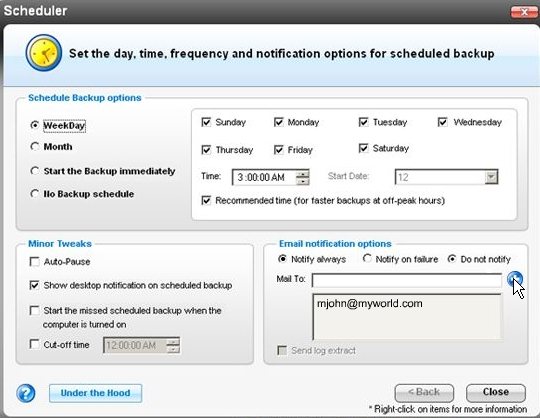 Scheduler
Set the day, time, frequency and notification options for scheduled backup
Schedule Backup options
WeekDay
Sunday Monday Tuesday Wednesday
Month
Thursday Friday Saturday
Start the Backup immediately
Time: 3:00:00 AM Start Date: 12
No Backup schedule
Recommended time (for faster backups at off-peak hours)
Minor Tweaks
Auto-Pause
Show desktop notification on scheduled backup
Start the missed scheduled backup when the
computer is turned on
Cut-off time 12:00:00 AM
Email notification options
Notify always Notify on failure Do not notify
Mail To:
mjohn@myworld.com
Send log extract
?
Under the Hood
< Back
Close
* Right-click on items for more information